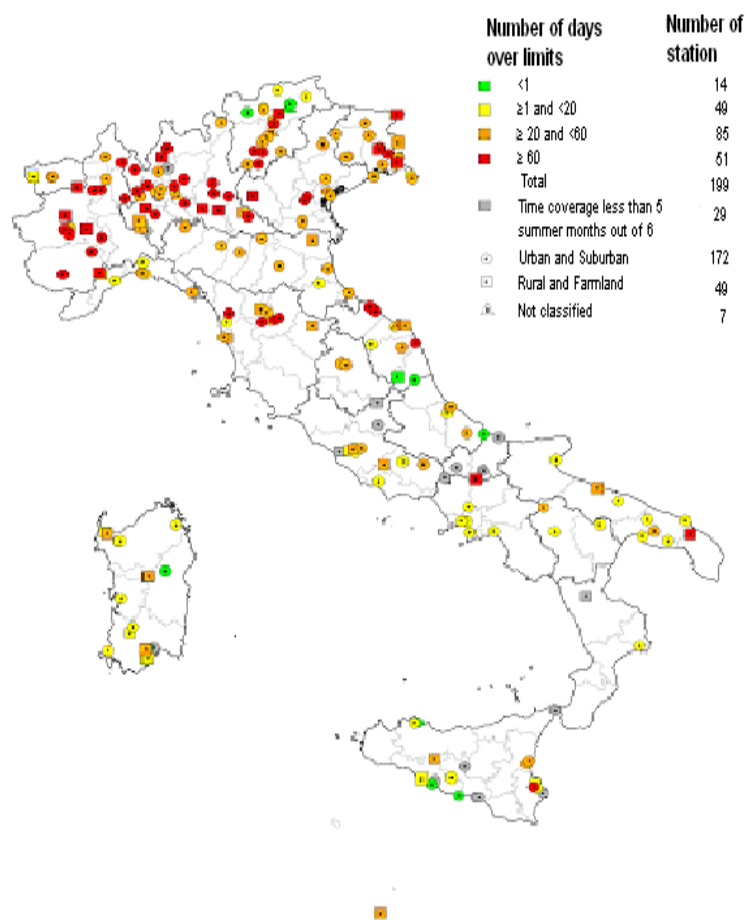 Number of days over limits
Number of station
<1 14
≥1 and <20 49
≥ 20 and <60 85
≥ 60 51
Total 199
Time coverage less than 5 summer months out of 6 29
Urban and Suburban 172
Rural and Farmland 49
Not classified 7